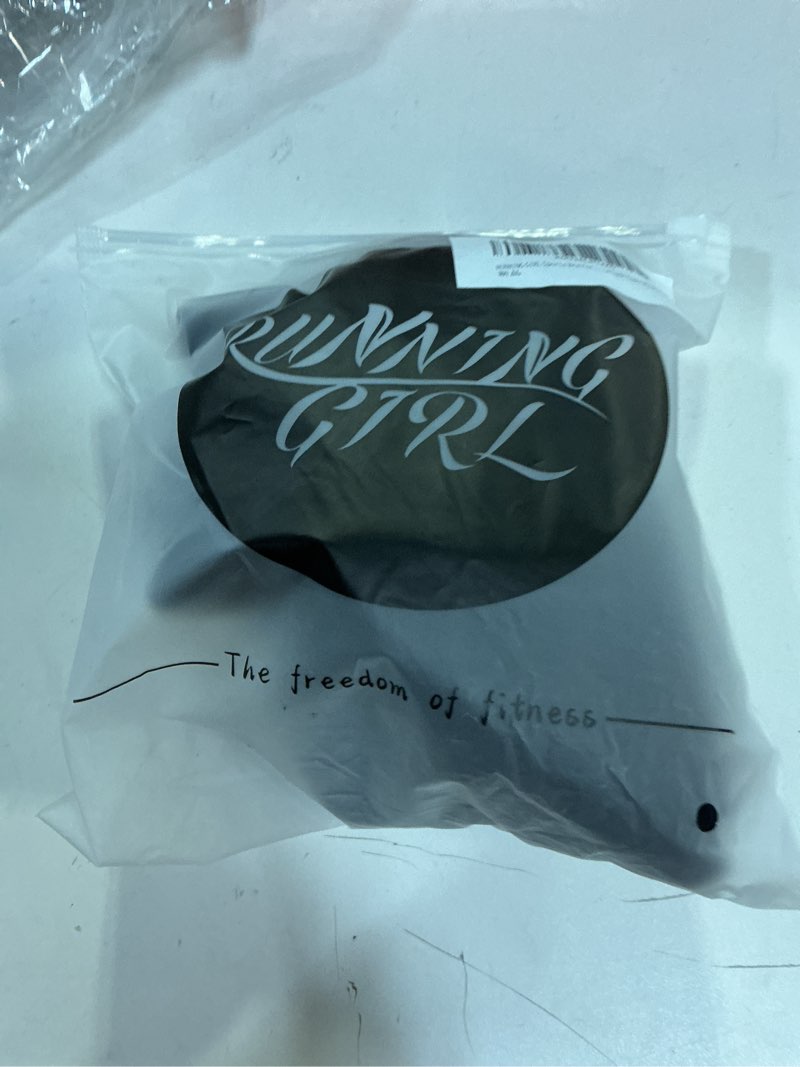 RUNNING
GIRL
The freedom of fitness